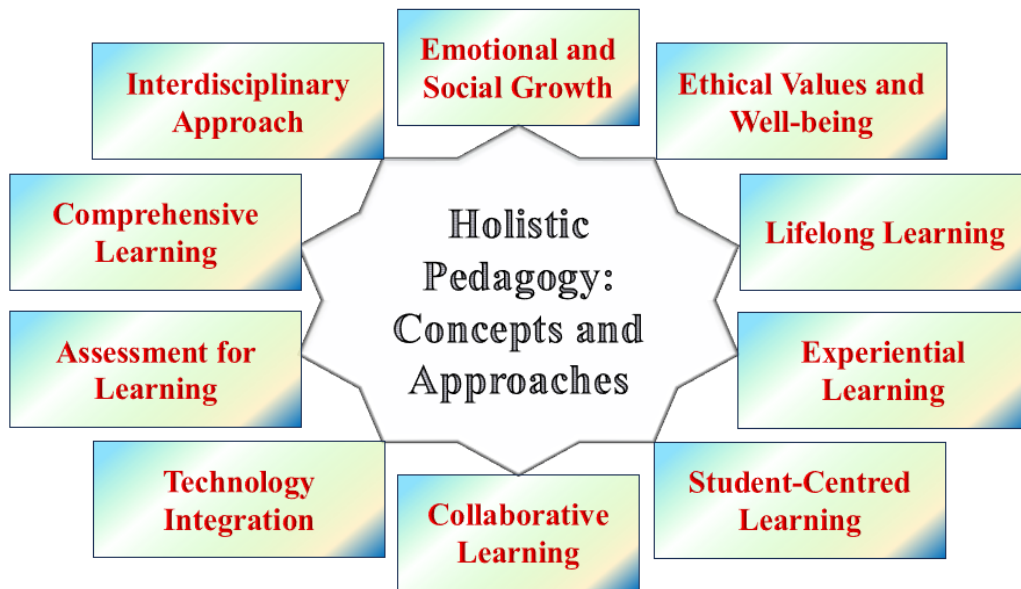 Emotional and
Social Growth
Interdisciplinary
Approach
Ethical Values and
Well-being
Comprehensive
Learning
Holistic
Pedagogy:
Concepts and
Approaches
Lifelong Learning
Assessment for
Learning
Experiential
Learning
Technology
Integration
Collaborative
Learning
Student-Centred
Learning